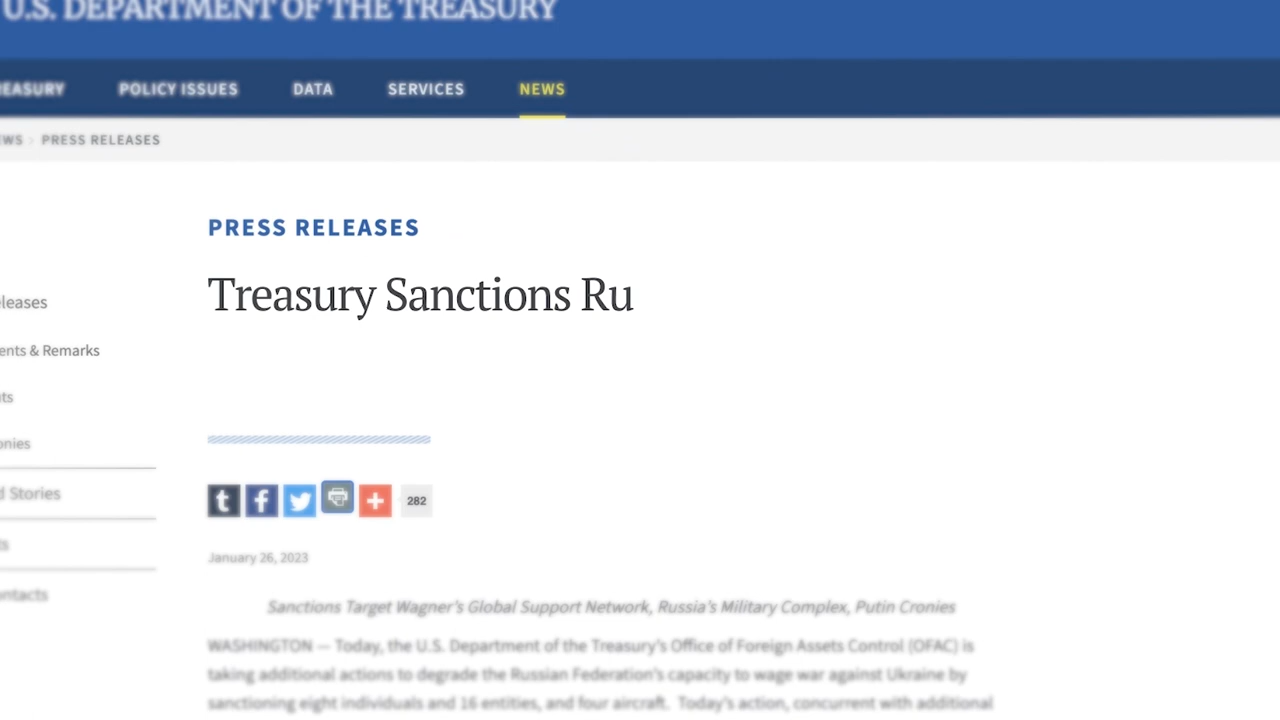 U.S. DEPARTMENT OF THE TREASURY
REASURY POLICY ISSUES DATA SERVICES NEWS
EWS › PRESS RELEASES
PRESS RELEASES
Treasury Sanctions Ru
eleases
ents & Remarks
ts
onies
d Stories
s
ontacts
282
January 26, 2023
Sanctions Target Wagner's Global Support Network, Russia's Military Complex, Putin Cronies
WASHINGTON — Today, the U.S. Department of the Treasury's Office of Foreign Assets Control (OFAC) is
taking additional actions to degrade the Russian Federation's capacity to wage war against Ukraine by
sanctioning eight individuals and 16 entities, and four aircraft. Today's action, concurrent with additional